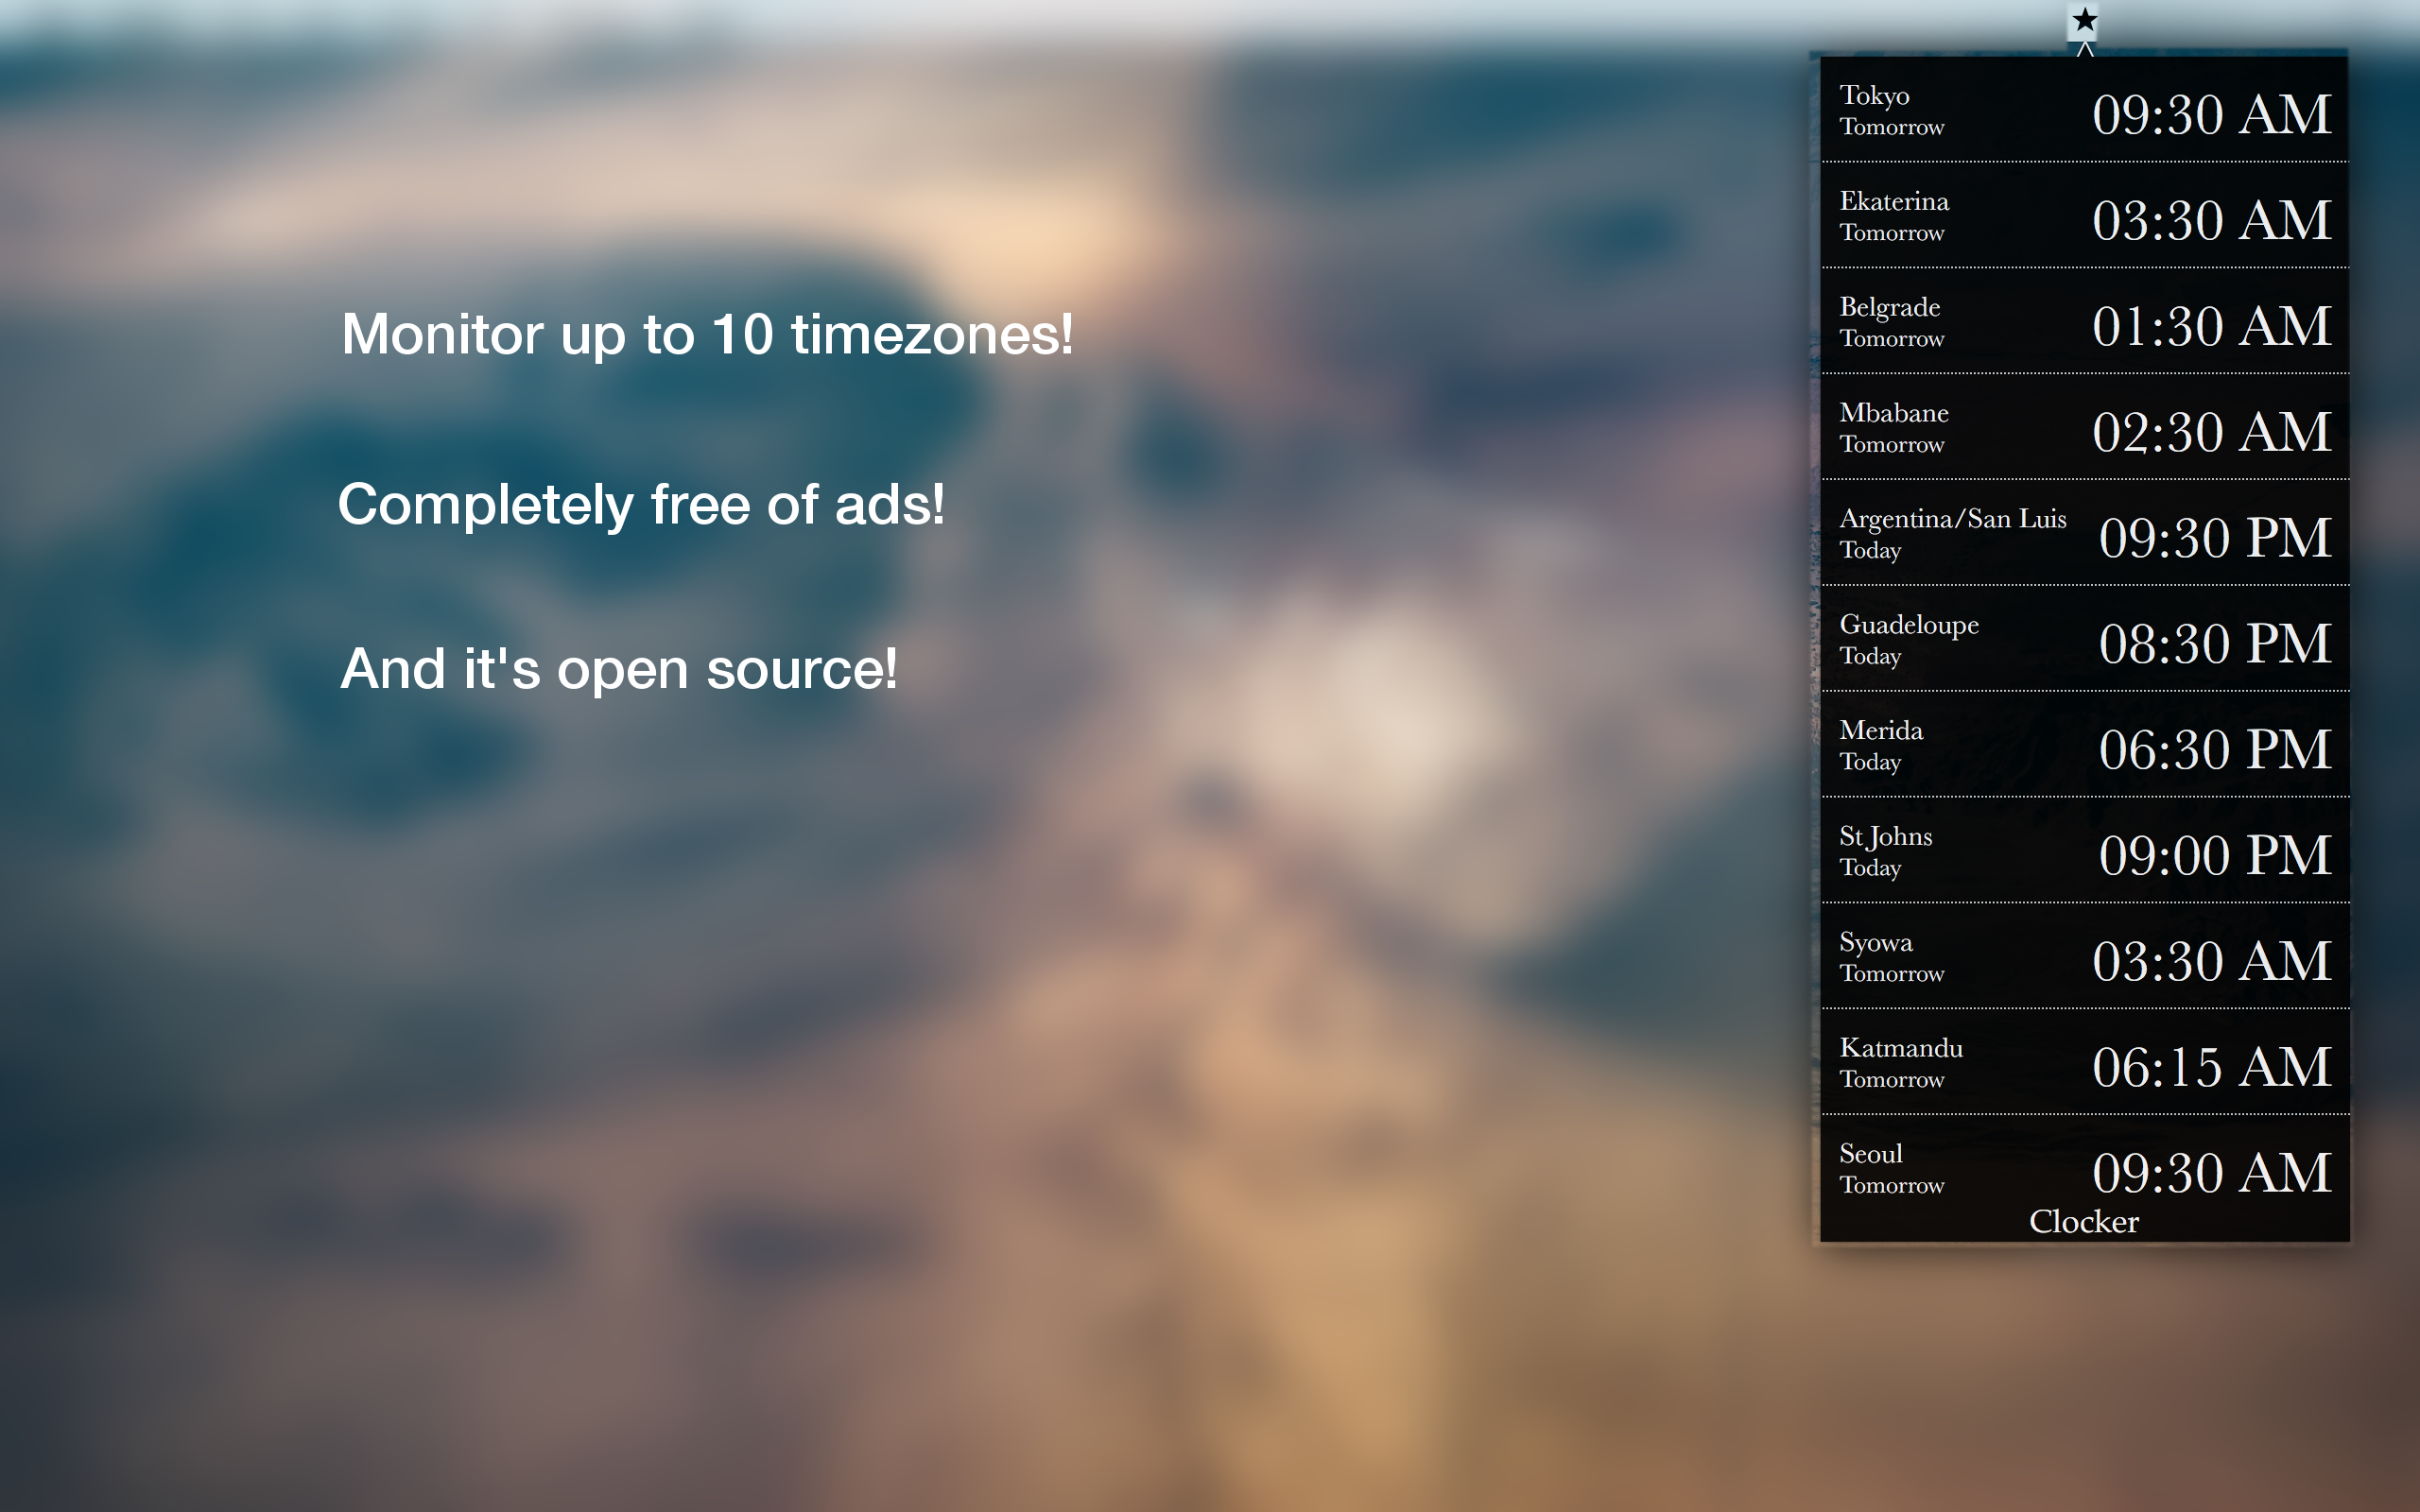 Monitor up to 10 timezones!
Completely free of ads!
And it's open source!
Tokyo
Tomorrow
09:30 AM
Ekaterina
Tomorrow
03:30 AM
Belgrade
Tomorrow
01:30 AM
Mbabane
Tomorrow
02:30 AM
Argentina/San Luis
Today
09:30 PM
Guadeloupe
Today
08:30 PM
Merida
Today
06:30 PM
St Johns
Today
09:00 PM
Syowa
Tomorrow
03:30 AM
Katmandu
Tomorrow
06:15 AM
Seoul
Tomorrow
09:30 AM
Clocker